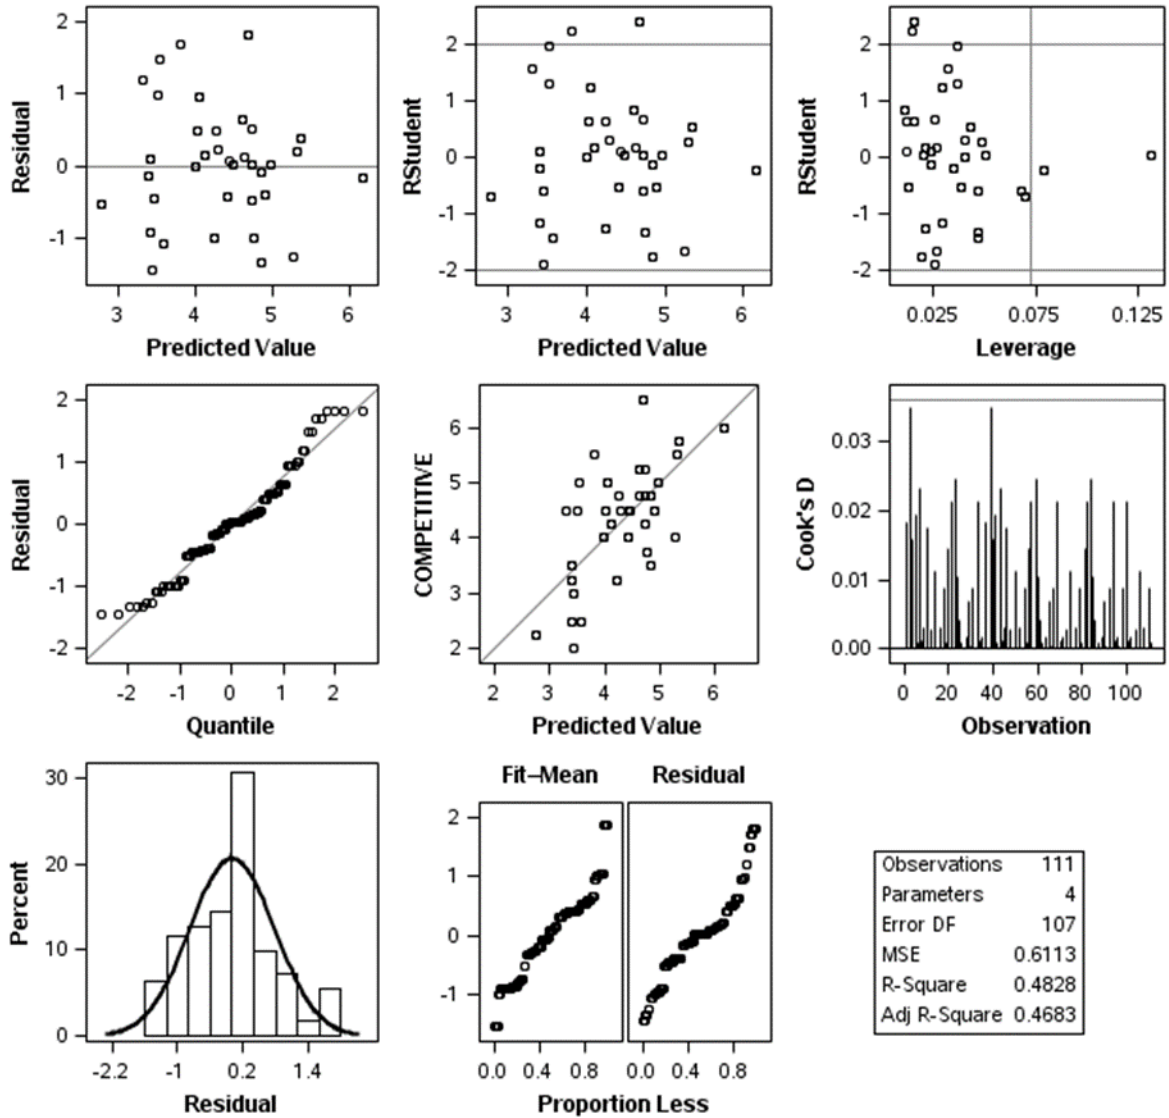 2
1
0
-1
Residual
3 4 5 6
Predicted Value
2
1
0
-1
-2
RStudent
3 4 5 6
Predicted Value
2
1
0
-1
-2
RStudent
0.025 0.075 0.125
Leverage
2
1
0
-1
-2
Residual
-2 -1 0 1 2
Quantile
6
5
4
3
2
COMPETITIVE
2 3 4 5 6
Predicted Value
0.03
0.02
0.01
0.00
Cook's D
0 20 40 60 80 100
Observation
30
20
10
0
Percent
-2.2 -1 0.2 1.4
Residual
Fit–Mean Residual
2
1
0
-1
0.0 0.4 0.8 0.0 0.4 0.8
Proportion Less
Observations 111
Parameters 4
Error DF 107
MSE 0.6113
R-Square 0.4828
Adj R-Square 0.4683